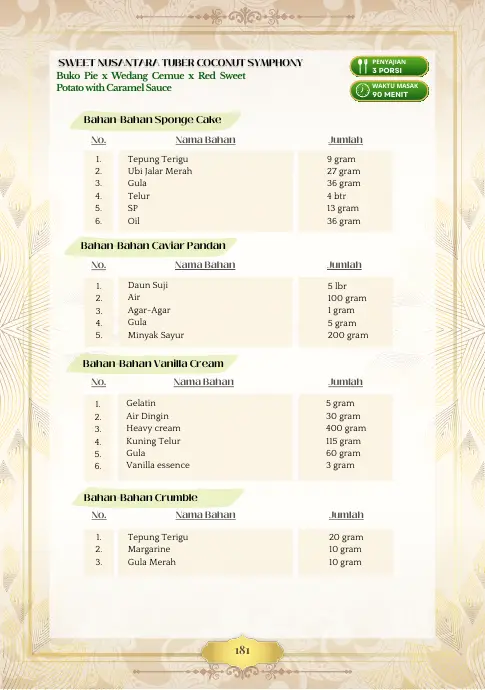 SWEET NUSANTARA TUBER COCONUT SYMPHONY
Buko Pie x Wedang Cemue x Red Sweet
Potato with Caramel Sauce
PENYAJIAN
3 PORSI
WAKTU MASAK
90 MENIT
Bahan-Bahan Sponge Cake
No. Nama Bahan Jumlah
1. Tepung Terigu 9 gram
2. Ubi Jalar Merah 27 gram
3. Gula 36 gram
4. Telur 4 btr
5. SP 13 gram
6. Oil 36 gram
Bahan-Bahan Caviar Pandan
No. Nama Bahan Jumlah
1. Daun Suji 5 lbr
2. Air 100 gram
3. Agar-Agar 1 gram
4. Gula 5 gram
5. Minyak Sayur 200 gram
Bahan-Bahan Vanilla Cream
No. Nama Bahan Jumlah
1. Gelatin 5 gram
2. Air Dingin 30 gram
3. Heavy cream 400 gram
4. Kuning Telur 115 gram
5. Gula 60 gram
6. Vanilla essence 3 gram
Bahan-Bahan Crumble
No. Nama Bahan Jumlah
1. Tepung Terigu 20 gram
2. Margarine 10 gram
3. Gula Merah 10 gram
181